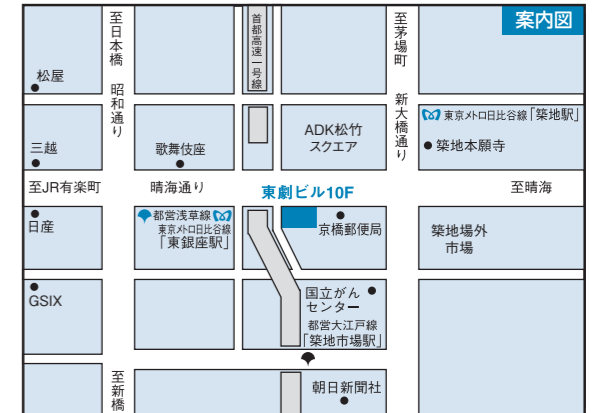 案内図
至日本橋
昭和通り
首都高速一号線
至茅場町
新大橋通り
松屋
三越
歌舞伎座
ADK松竹
スクエア
東京メトロ日比谷線「築地駅」
築地本願寺
至JR有楽町
晴海通り
東劇ビル10F
至晴海
日産
都営浅草線
東京メトロ日比谷線
「東銀座駅」
京橋郵便局
築地場外
市場
GSIX
国立がん
センター
都営大江戸線
「築地市場駅」
至新橋
朝日新聞社